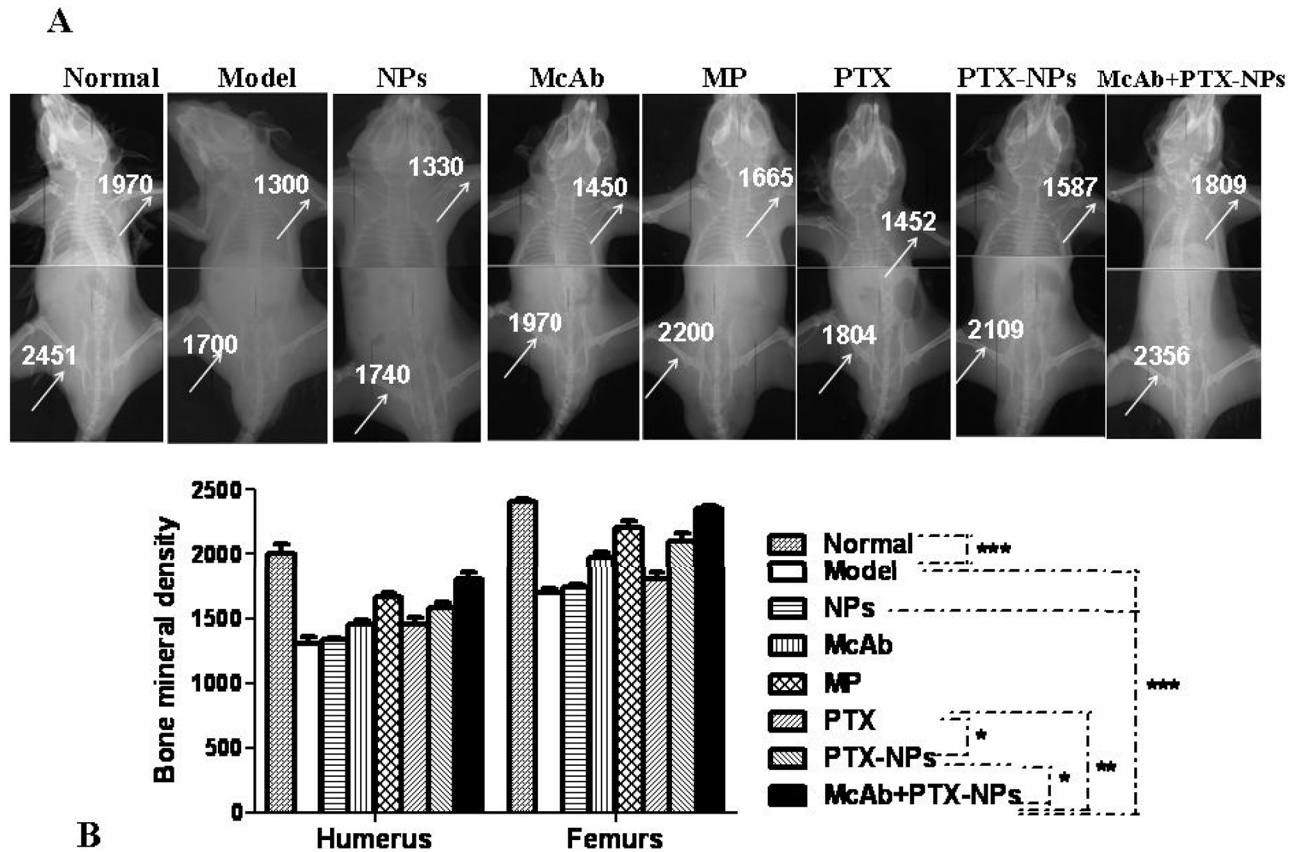 A
Normal Model NPs McAb MP PTX PTX-NPs McAb+PTX-NPs
1970 1300 1330 1450 1665 1452 1587 1809
2451 1700 1740 1970 2200 1804 2109 2356
Bone mineral density
2500
2000
1500
1000
500
0
Humerus Femurs
Normal
***
Model
NPs
McAb
MP
***
PTX
*
PTX-NPs
*
**
McAb+PTX-NPs
B